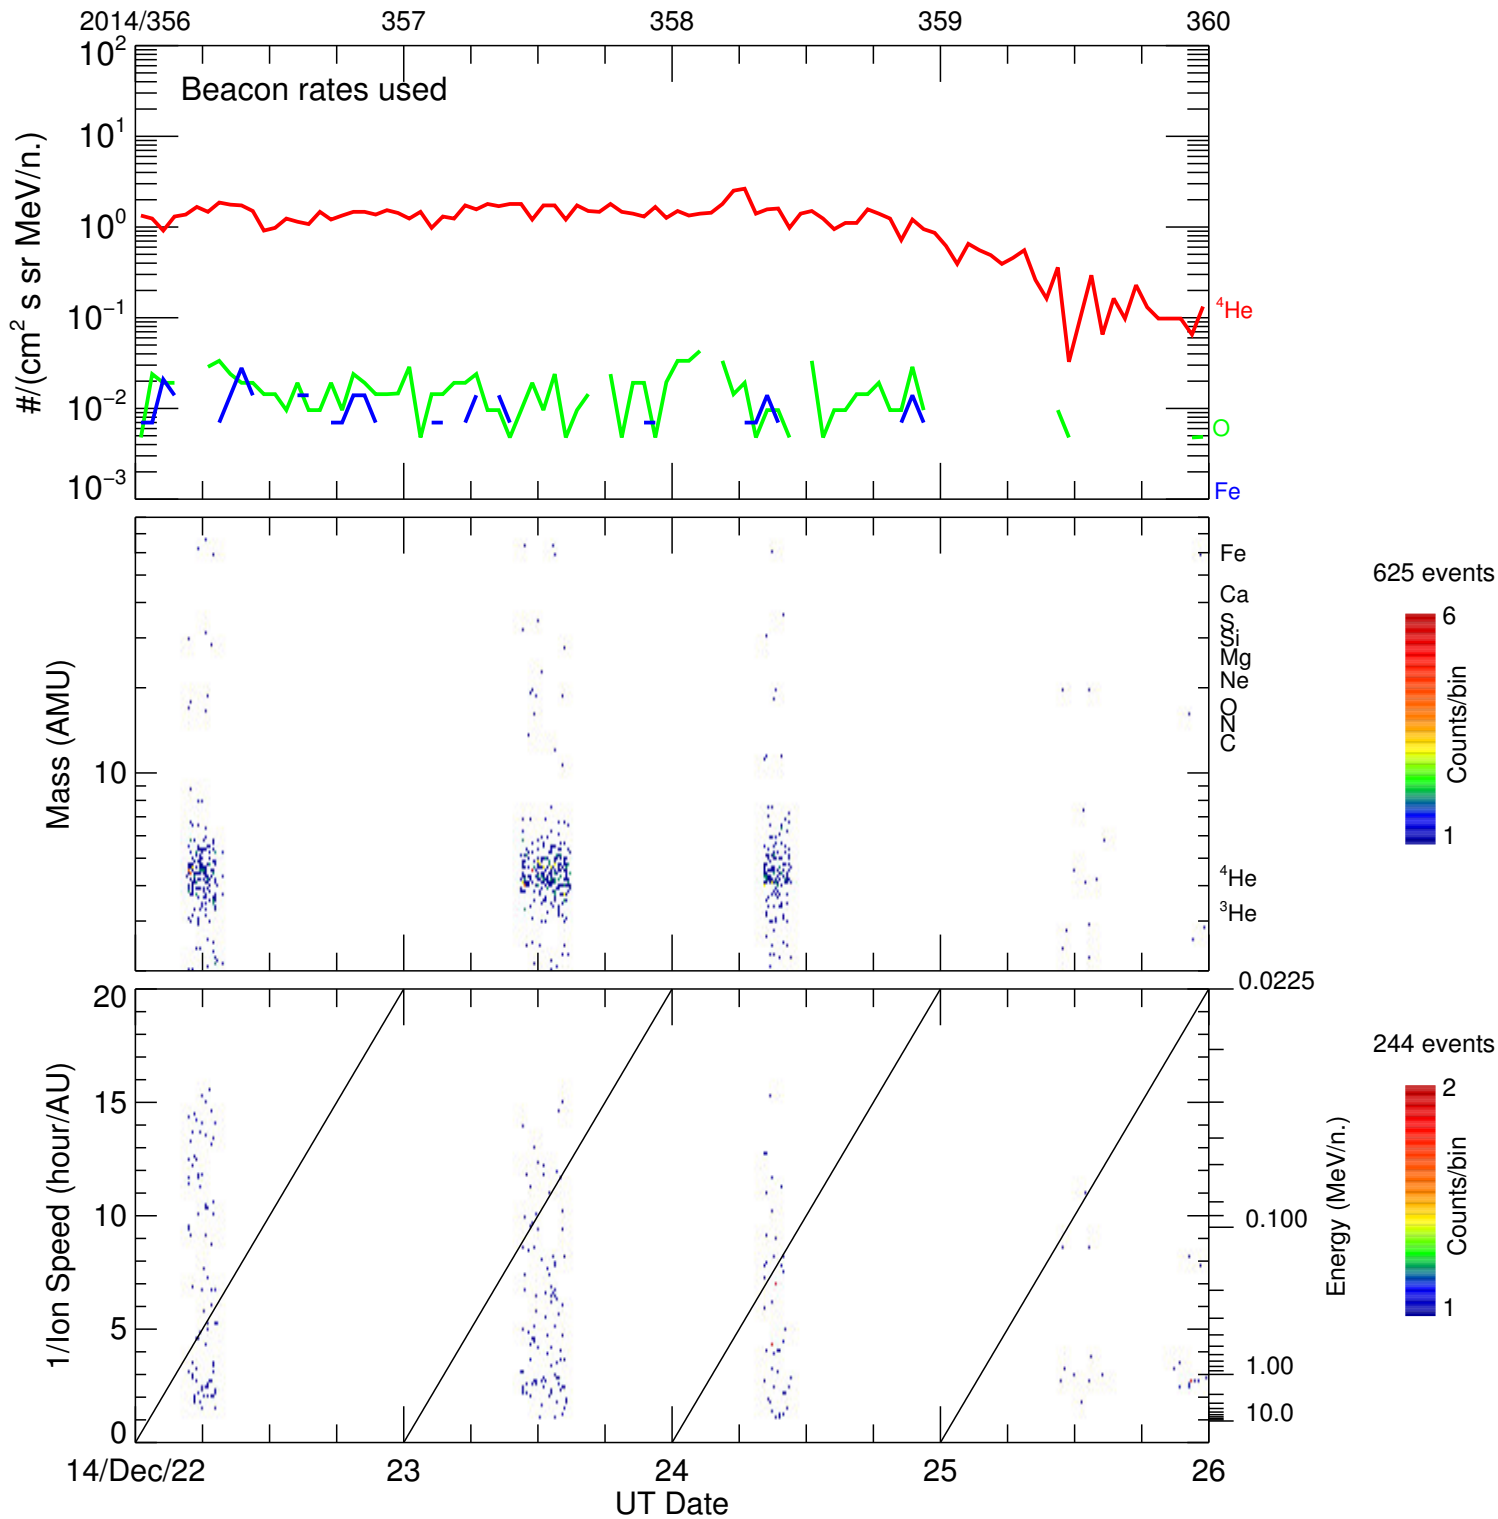 2014/356 357 358 359 360
Beacon rates used
#/(cm² s sr MeV/n.)
10²
10¹
10⁰
10⁻¹
10⁻²
10⁻³
⁴He
O
Fe
Mass (AMU)
10
Fe
Ca
S
Si
Mg
Ne
O
N
C
⁴He
³He
625 events
6
Counts/bin
1
1/Ion Speed (hour/AU)
20
15
10
5
0
0.0225
0.100
1.00
10.0
Energy (MeV/n.)
244 events
2
Counts/bin
1
14/Dec/22 23 24 25 26
UT Date